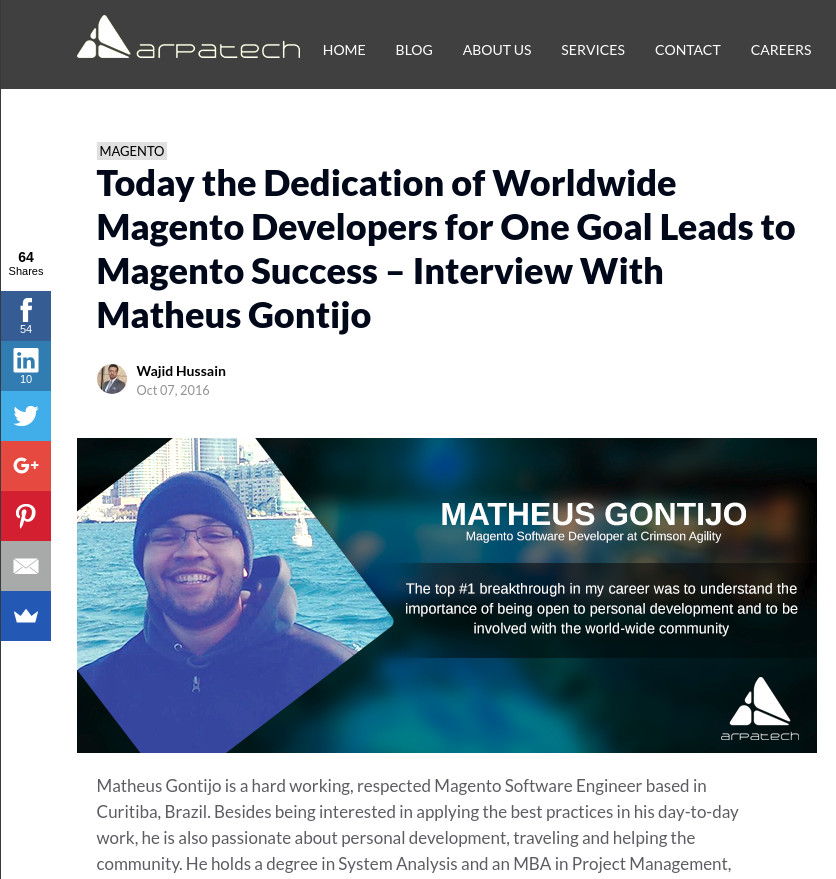 arpatech
HOME BLOG ABOUT US SERVICES CONTACT CAREERS
MAGENTO
Today the Dedication of Worldwide
Magento Developers for One Goal Leads to
Magento Success – Interview With
Matheus Gontijo
Wajid Hussain
Oct 07, 2016
64
Shares
54
in
10
G+
MATHEUS GONTIJO
Magento Software Developer at Crimson Agility
The top #1 breakthrough in my career was to understand the
importance of being open to personal development and to be
involved with the world-wide community
arpatech
Matheus Gontijo is a hard working, respected Magento Software Engineer based in
Curitiba, Brazil. Besides being interested in applying the best practices in his day-to-day
work, he is also passionate about personal development, traveling and helping the
community. He holds a degree in System Analysis and an MBA in Project Management,